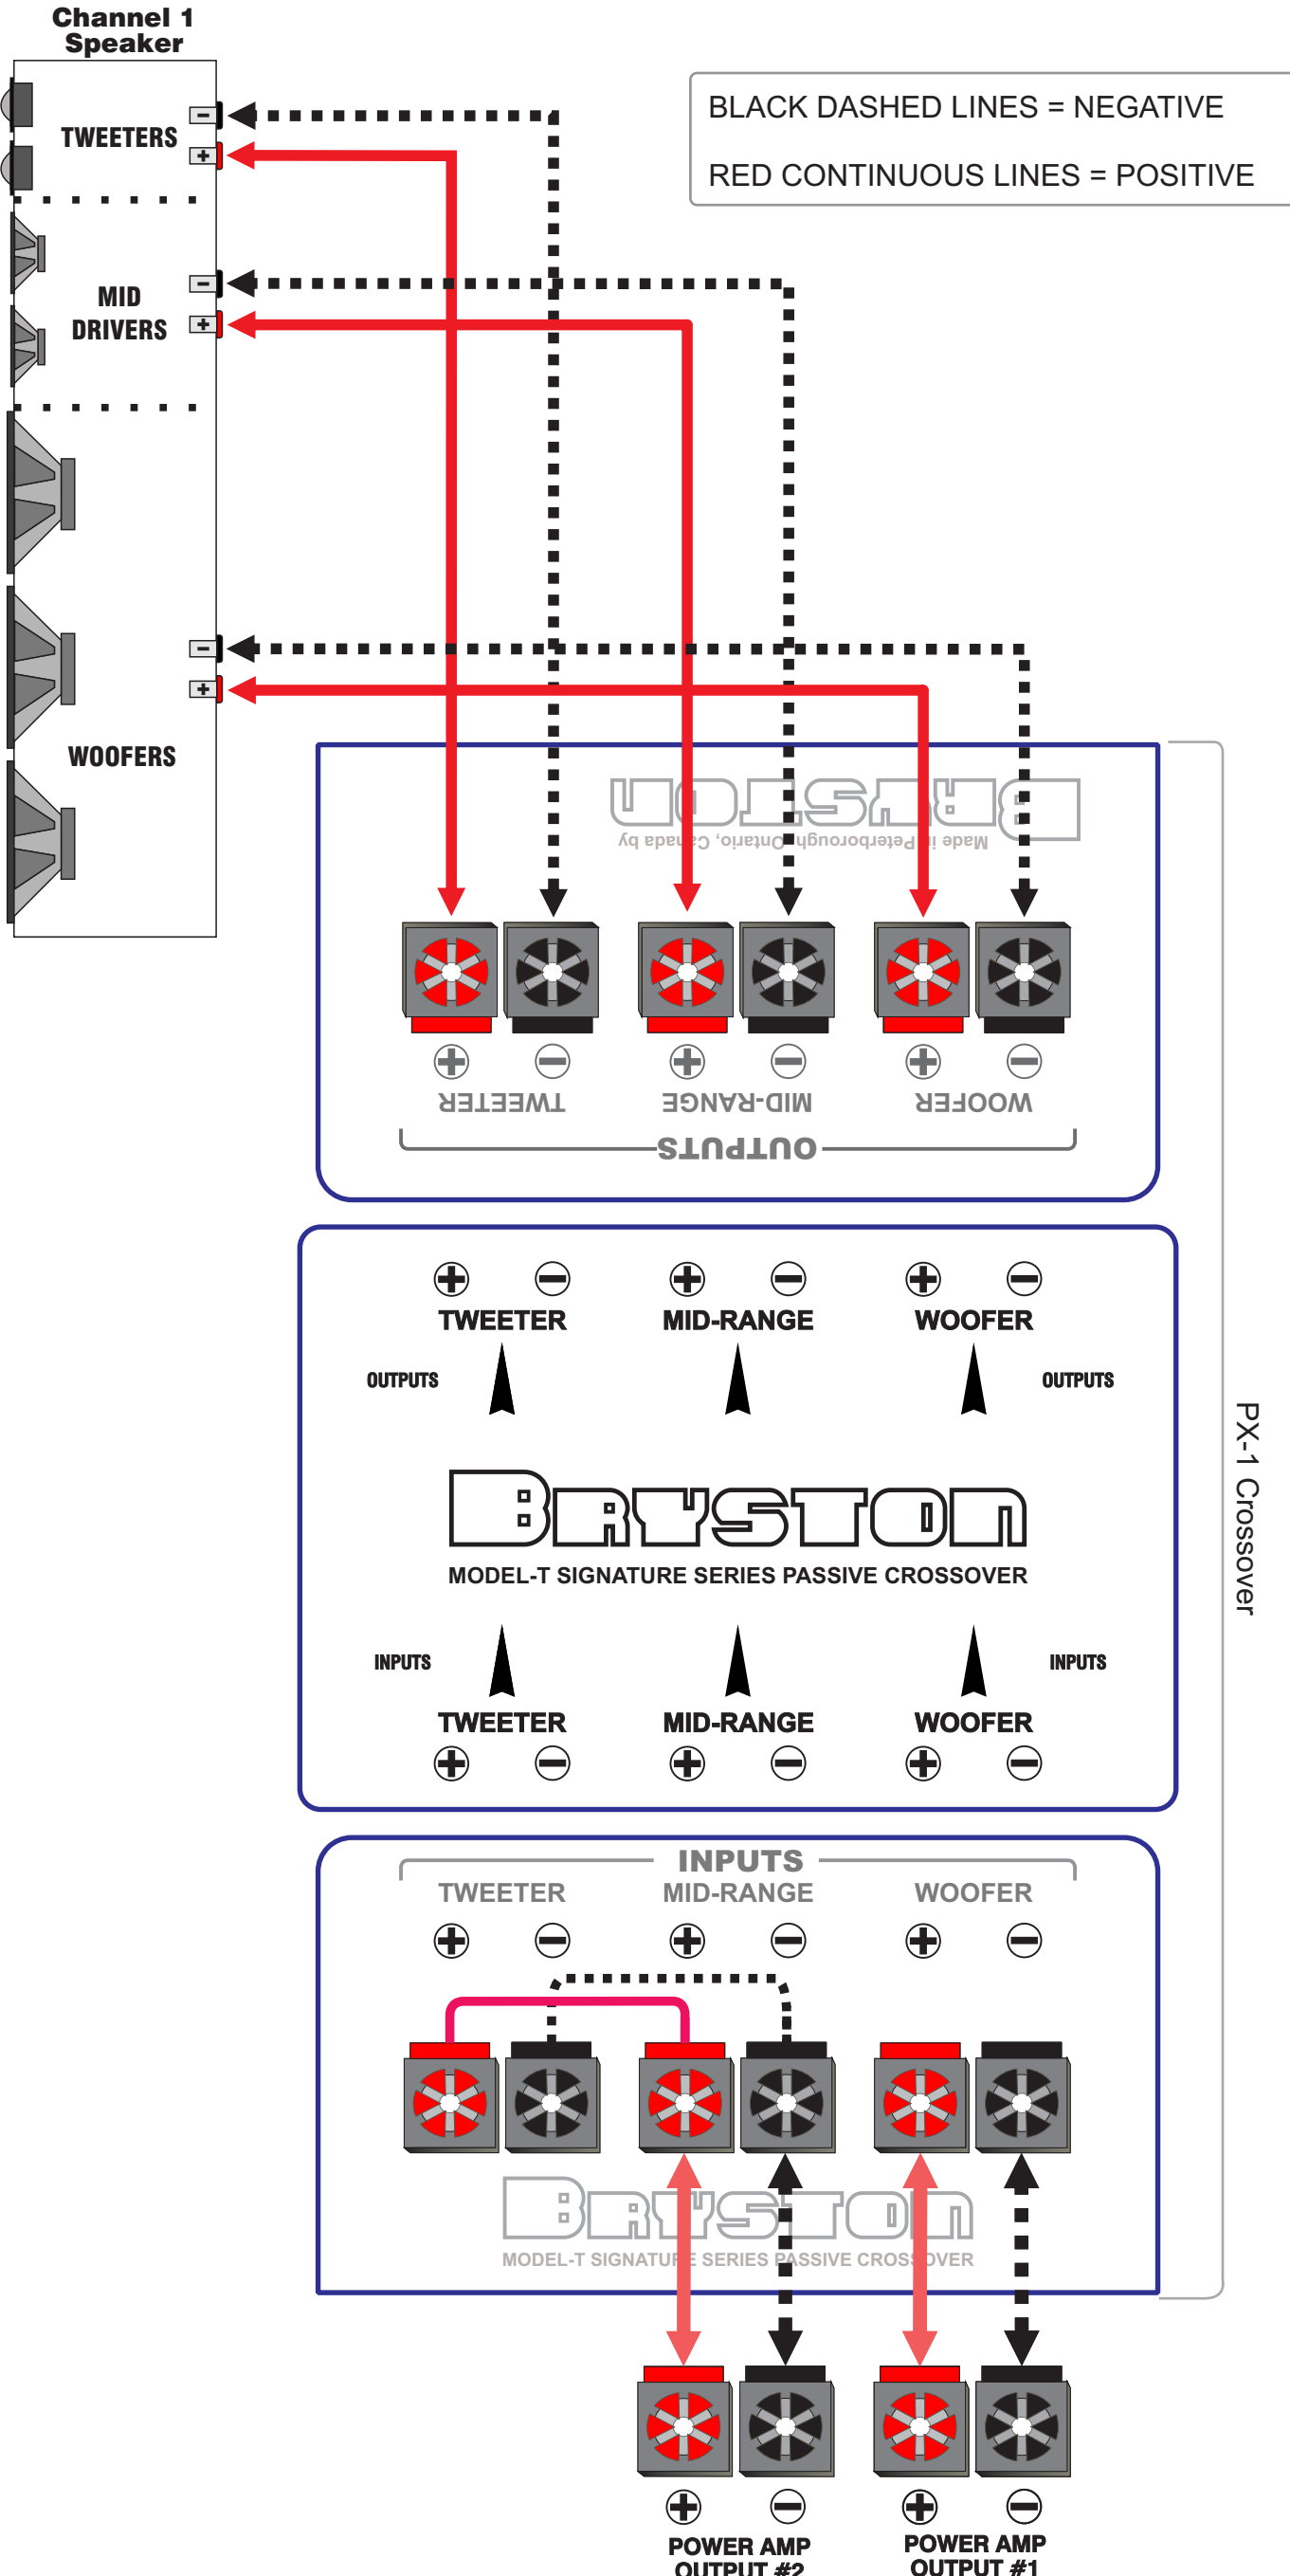 Channel 1
Speaker
BLACK DASHED LINES = NEGATIVE
RED CONTINUOUS LINES = POSITIVE
TWEETERS
MID
DRIVERS
WOOFERS
BRYSTON
Made in Peterborough, Ontario, Canada by
TWEETER MID-RANGE WOOFER
OUTPUTS
TWEETER MID-RANGE WOOFER
OUTPUTS OUTPUTS
PX-1 Crossover
BRYSTON
MODEL-T SIGNATURE SERIES PASSIVE CROSSOVER
INPUTS INPUTS
TWEETER MID-RANGE WOOFER
INPUTS
TWEETER MID-RANGE WOOFER
BRYSTON
MODEL-T SIGNATURE SERIES PASSIVE CROSSOVER
POWER AMP
OUTPUT #2
POWER AMP
OUTPUT #1